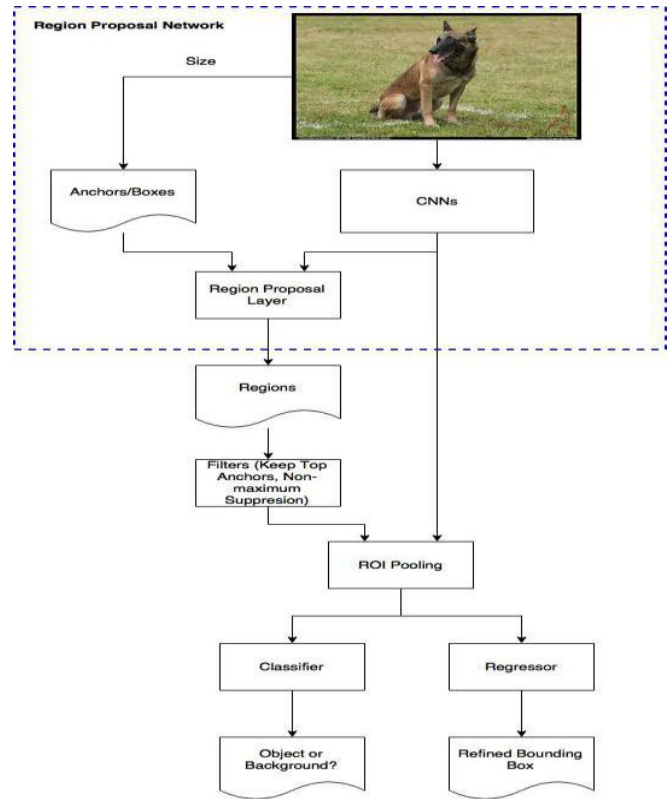 Region Proposal Network
Size
Anchors/Boxes
CNNs
Region Proposal
Layer
Regions
Filters (Keep Top
Anchors, Non-
maximum
Suppresion)
ROI Pooling
Classifier
Regressor
Object or
Background?
Refined Bounding
Box